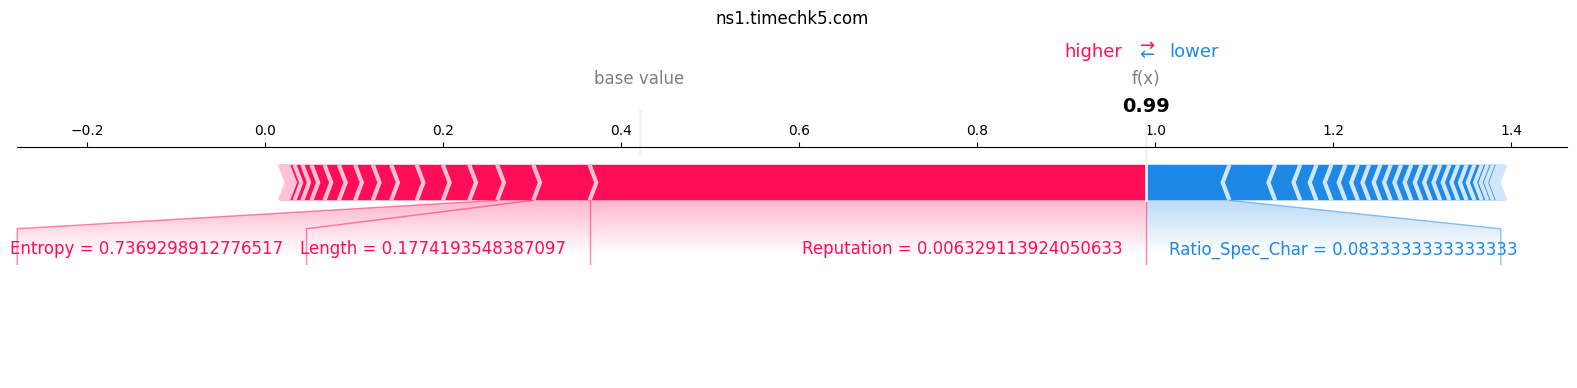 ns1.timechk5.com
higher ⇄ lower
base value f(x)
0.99
−0.2 0.0 0.2 0.4 0.6 0.8 1.0 1.2 1.4
Entropy = 0.7369298912776517 Length = 0.1774193548387097 Reputation = 0.006329113924050633 Ratio_Spec_Char = 0.0833333333333333